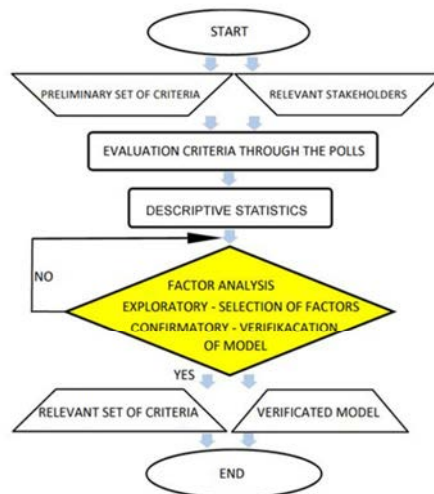 START
PRELIMINARY SET OF CRITERIA
RELEVANT STAKEHOLDERS
EVALUATION CRITERIA THROUGH THE POLLS
DESCRIPTIVE STATISTICS
NO
FACTOR ANALYSIS
EXPLORATORY - SELECTION OF FACTORS
CONFIRMATORY - VERIFIKACATION
OF MODEL
YES
RELEVANT SET OF CRITERIA
VERIFICATED MODEL
END